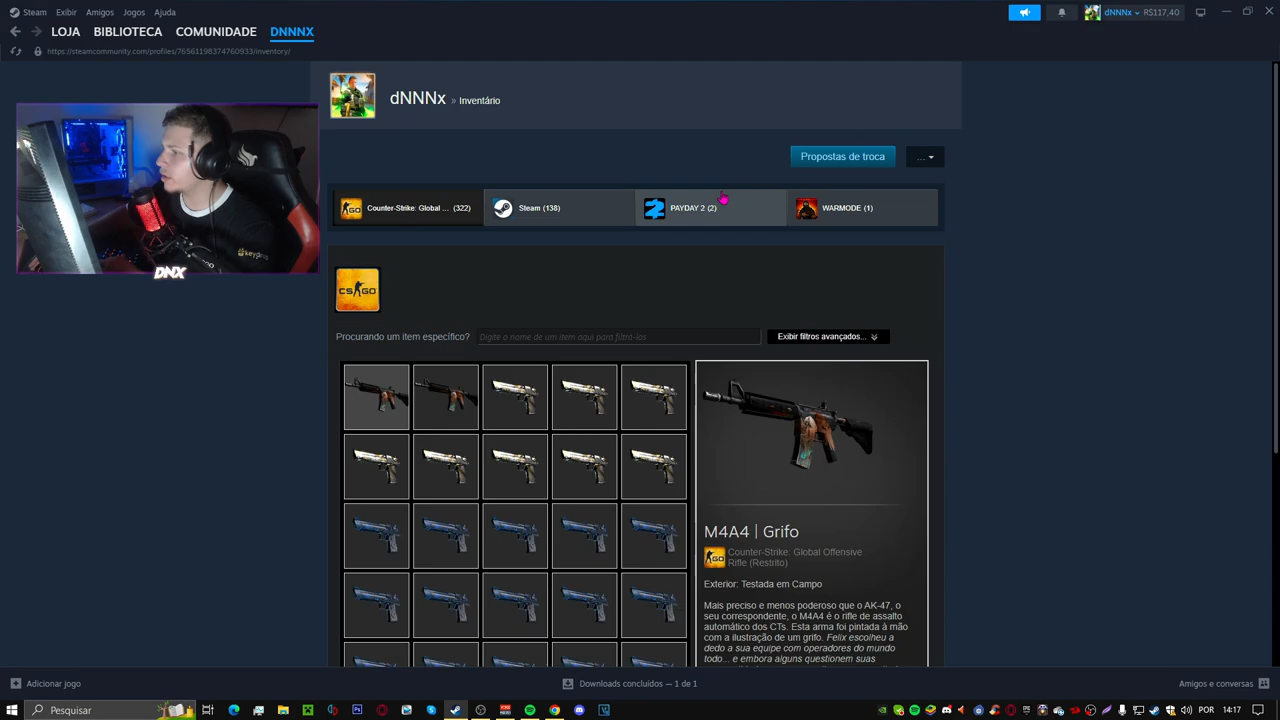 Steam Exibir Amigos Jogos Ajuda dNNNx R$117,40
LOJA BIBLIOTECA COMUNIDADE DNNNX
https://steamcommunity.com/profiles/76561198374760933/inventory/
dNNNx » Inventário
Propostas de troca ...
Counter-Strike: Global ... (322) Steam (138) PAYDAY 2 (2) WARMODE (1)
keydrop
DNX
CS GO
Procurando um item específico? Digite o nome de um item aqui para filtrá-los Exibir filtros avançados...
M4A4 | Grifo
Counter-Strike: Global Offensive
Rifle (Restrito)
Exterior: Testada em Campo
Mais preciso e menos poderoso que o AK-47, o
seu correspondente, o M4A4 é o rifle de assalto
automático dos CTs. Esta arma foi pintada à mão
com a ilustração de um grifo. Felix escolheu a
dedo a sua equipe com operadores do mundo
todo... e embora alguns questionem suas
Adicionar jogo Downloads concluídos — 1 de 1 Amigos e conversas
Pesquisar POR 14:17